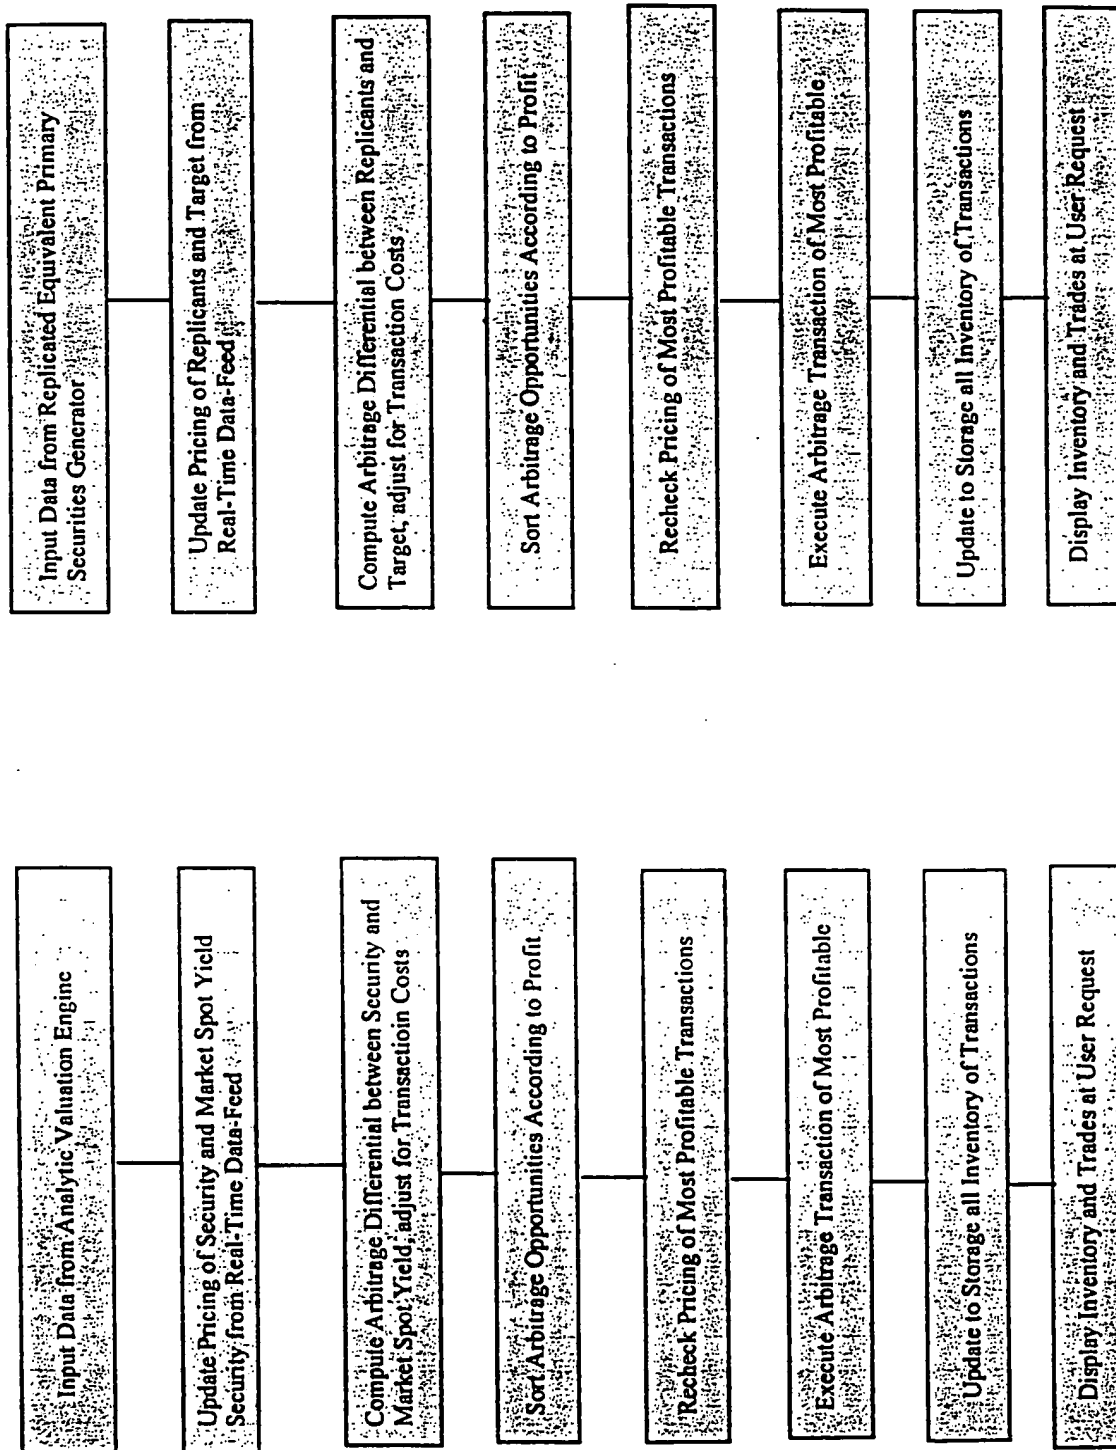 Input Data from Analytic Valuation Engine
Update Pricing of Security and Market Spot Yield
Security from Real-Time Data-Feed
Compute Arbitrage Differential between Security and
Market Spot Yield, adjust for Transactioin Costs
Sort Arbitrage Opportunities According to Profit
Recheck Pricing of Most Profitable Transactions
Execute Arbitrage Transaction of Most Profitable
Update to Storage all Inventory of Transactions
Display Inventory and Trades at User Request
Input Data from Replicated Equivalent Primary
Securities Generator
Update Pricing of Replicants and Target from
Real-Time Data-Feed
Compute Arbitrage Differential between Replicants and
Target, adjust for Transaction Costs
Sort Arbitrage Opportunities According to Profit
Recheck Pricing of Most Profitable Transactions
Execute Arbitrage Transaction of Most Profitable
Update to Storage all Inventory of Transactions
Display Inventory and Trades at User Request